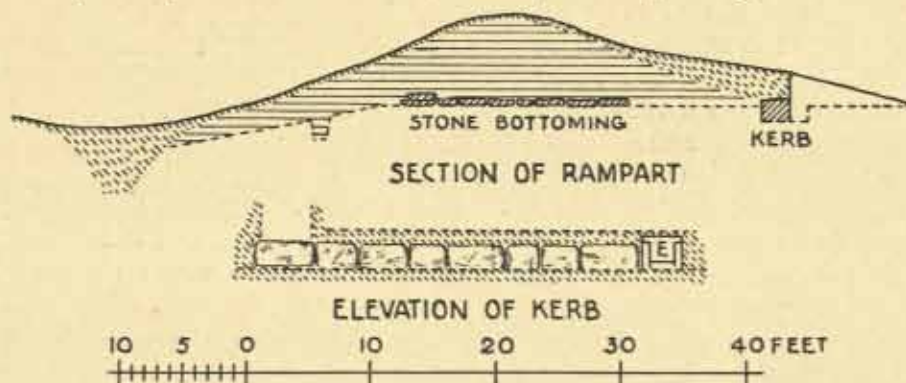 STONE BOTTOMING
KERB
SECTION OF RAMPART
E
ELEVATION OF KERB
10 5 0 10 20 30 40 FEET